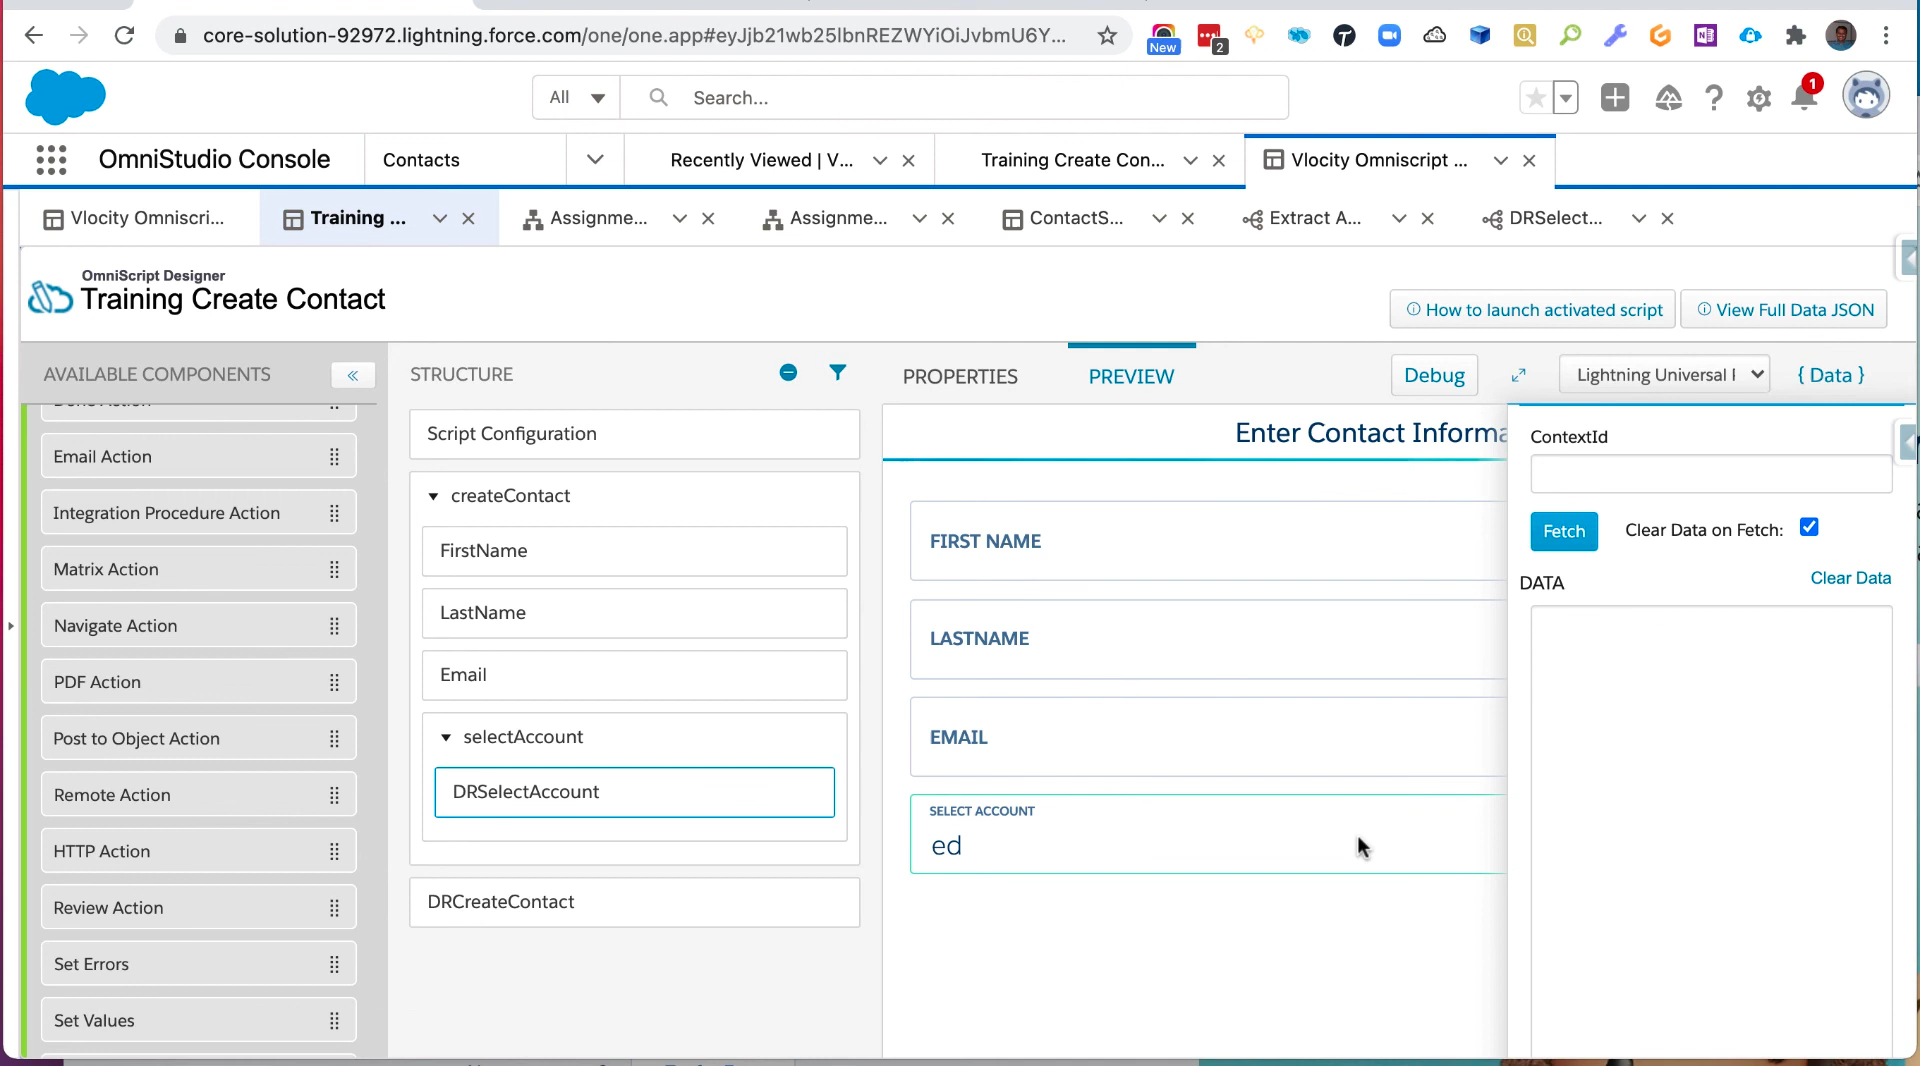 core-solution-92972.lightning.force.com/one/one.app#eyJjb21wb25lbnREZWYiOiJvbmU6Y...
New
2
All
Search...
1
OmniStudio Console
Contacts
Recently Viewed | V...
Training Create Con...
Vlocity Omniscript ...
Vlocity Omniscri...
Training ...
Assignme...
Assignme...
ContactS...
Extract A...
DRSelect...
OmniScript Designer
Training Create Contact
How to launch activated script
View Full Data JSON
AVAILABLE COMPONENTS
STRUCTURE
PROPERTIES
PREVIEW
Debug
Lightning Universal
{ Data }
Email Action
Integration Procedure Action
Matrix Action
Navigate Action
PDF Action
Post to Object Action
Remote Action
HTTP Action
Review Action
Set Errors
Set Values
Script Configuration
createContact
FirstName
LastName
Email
selectAccount
DRSelectAccount
DRCreateContact
Enter Contact Informa
FIRST NAME
LASTNAME
EMAIL
SELECT ACCOUNT
ed
ContextId
Fetch
Clear Data on Fetch:
DATA
Clear Data